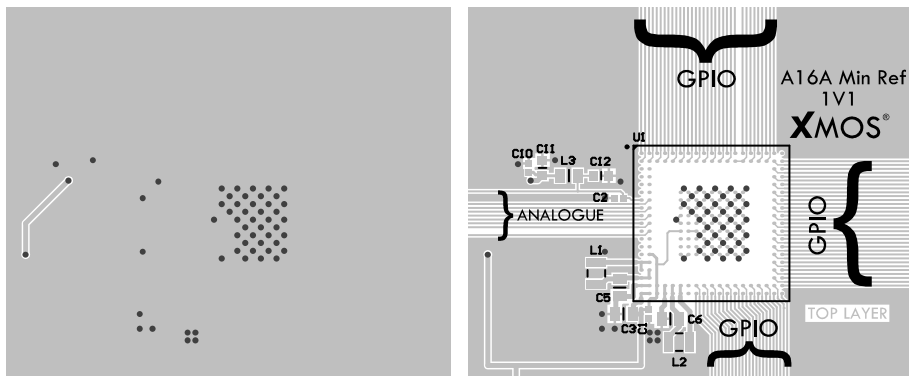 GPIO
A16A Min Ref
1V1
XMOS®
U1
C10
C11
L3
C12
C2
ANALOGUE
GPIO
L1
C5
C3
C1
C6
L2
TOP LAYER
GPIO